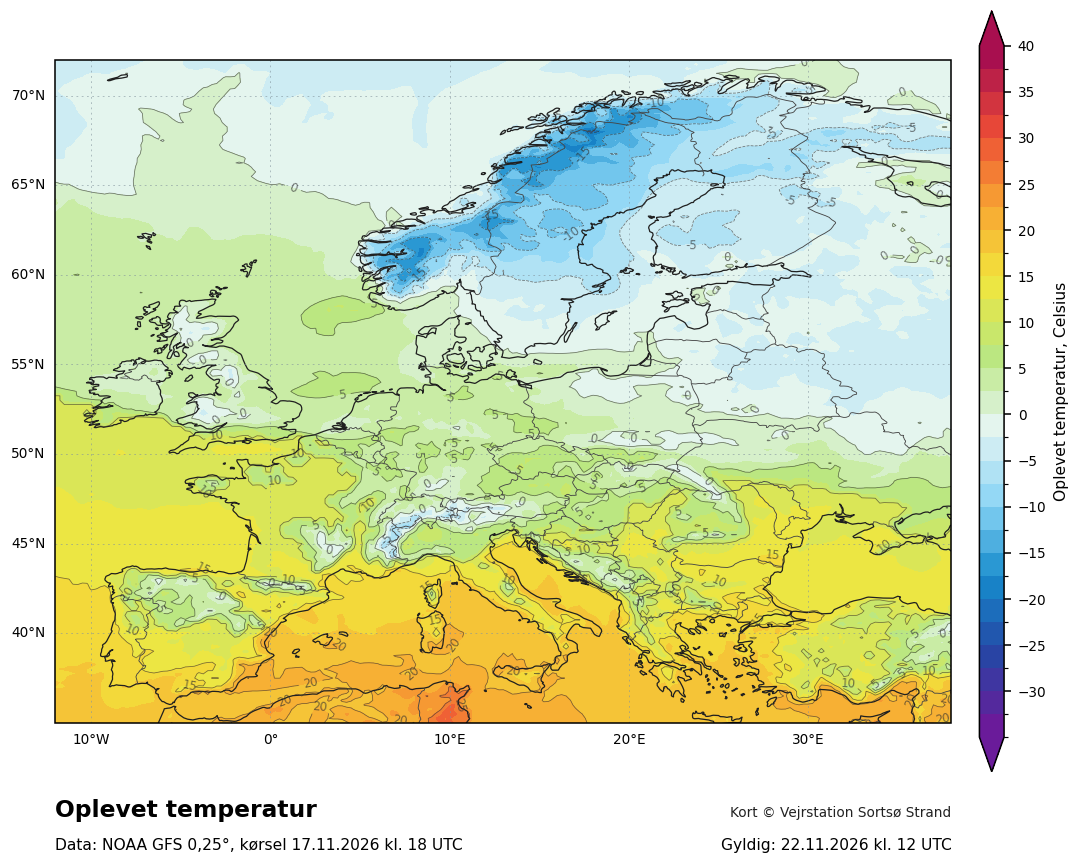 70°N
65°N
60°N
55°N
50°N
45°N
40°N
10°W
0°
10°E
20°E
30°E
40
35
30
25
20
15
10
5
0
−5
−10
−15
−20
−25
−30
Oplevet temperatur, Celsius
Oplevet temperatur
Kort © Vejrstation Sortsø Strand
Data: NOAA GFS 0,25°, kørsel 17.11.2026 kl. 18 UTC
Gyldig: 22.11.2026 kl. 12 UTC